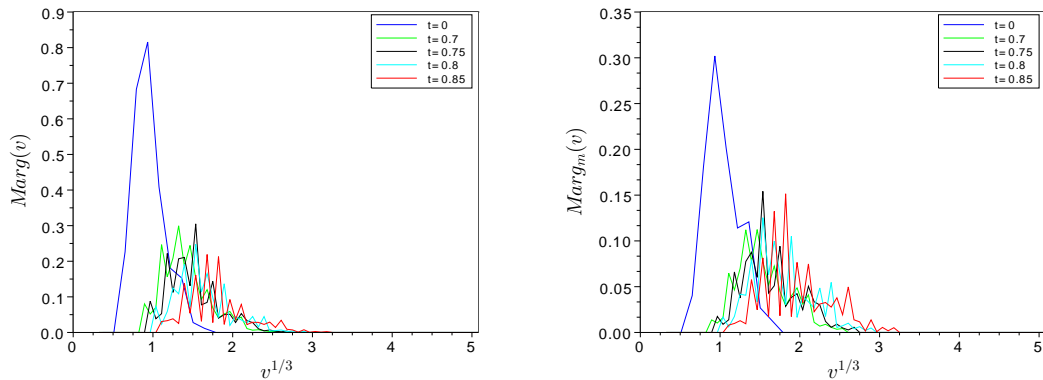 0.9
0.8
0.7
0.6
0.5
0.4
0.3
0.2
0.1
0.0
0 1 2 3 4 5
Marg(v)
v^{1/3}
t=0
t=0.7
t=0.75
t=0.8
t=0.85
0.35
0.30
0.25
0.20
0.15
0.10
0.05
0.00
0 1 2 3 4 5
Marg_m(v)
v^{1/3}
t=0
t=0.7
t=0.75
t=0.8
t=0.85